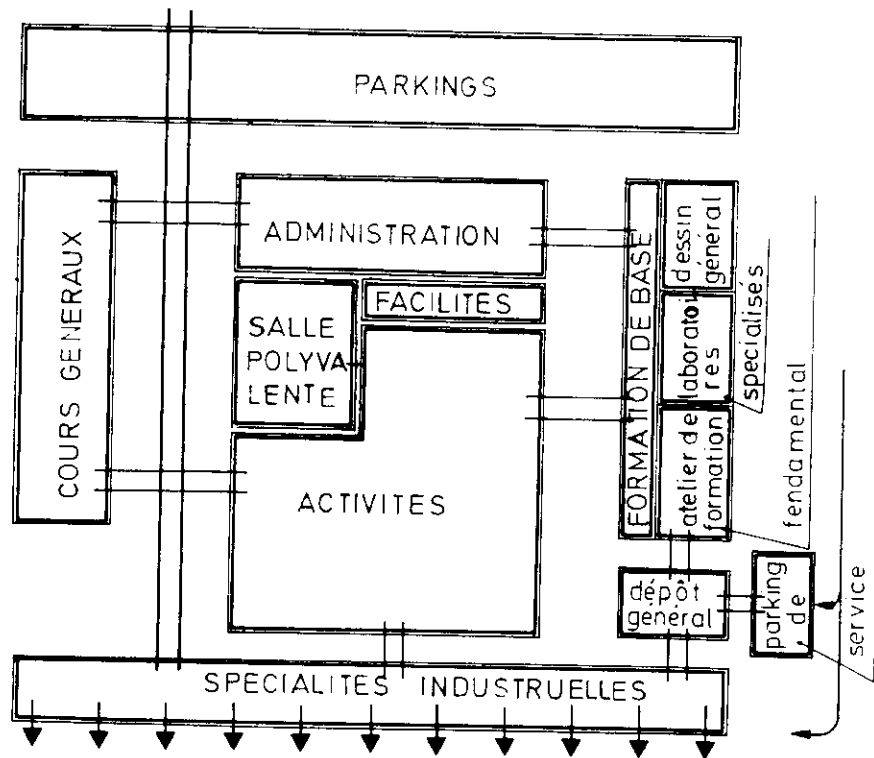 PARKINGS
COURS GENERAUX
ADMINISTRATION
FACILITES
SALLE
POLYVA
LENTE
ACTIVITES
FORMATION DE BASE
dessin
général
laboratoi
res
spécialisés
atelier de
formation
fendamental
dépôt
général
parking
de
service
SPECIALITES INDUSTRUELLES